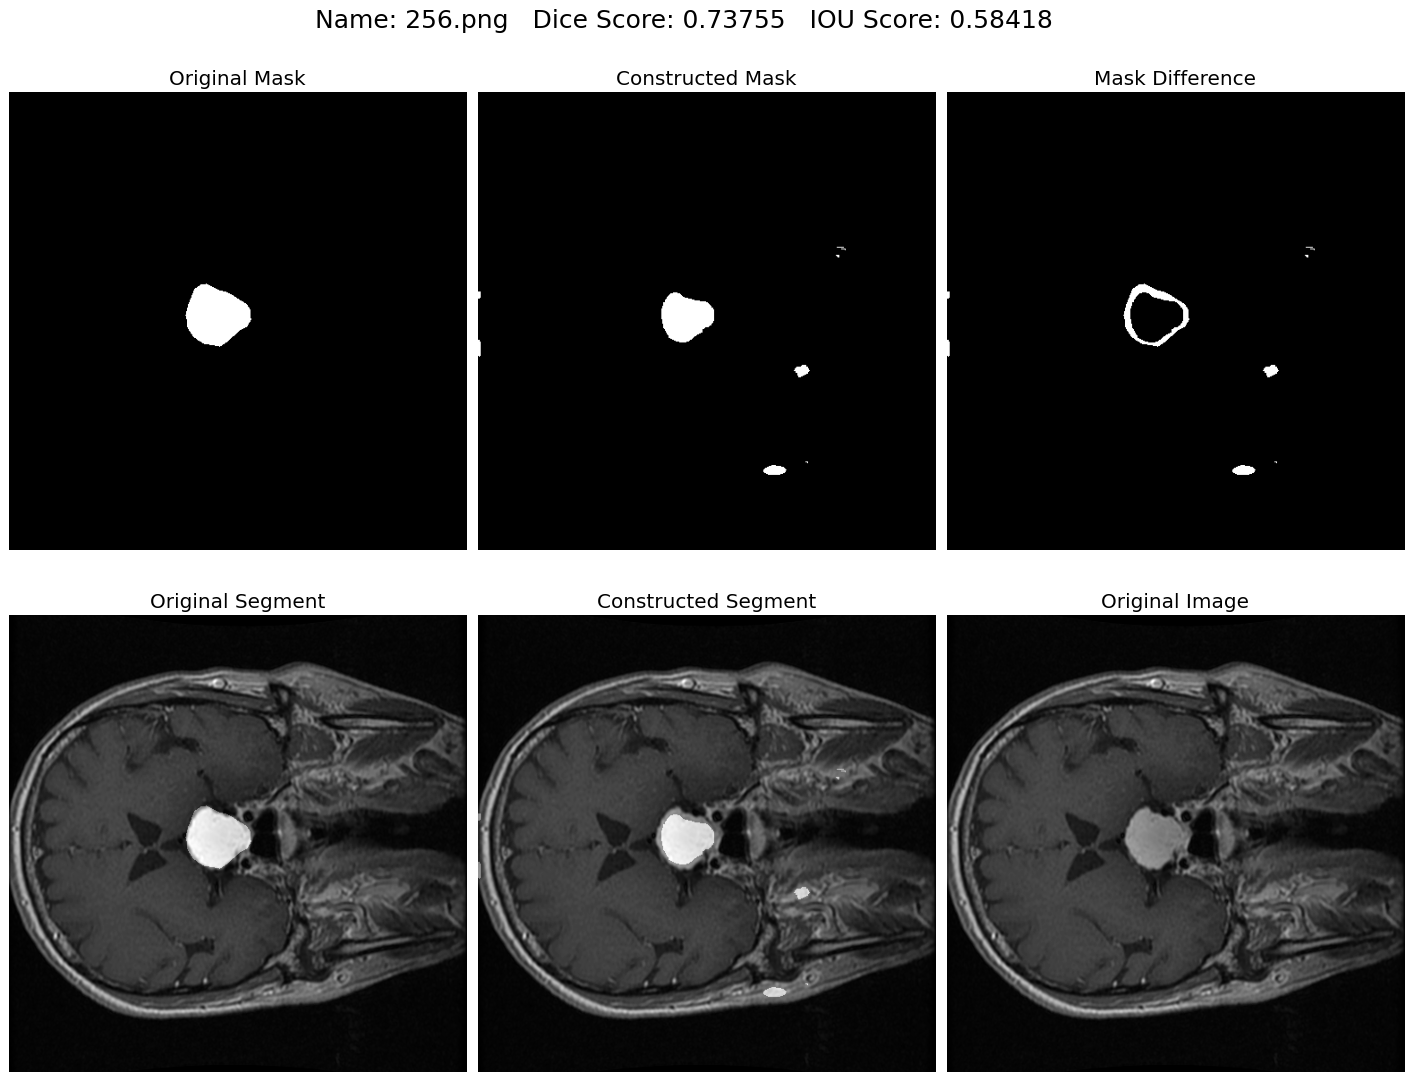 Name: 256.png   Dice Score: 0.73755   IOU Score: 0.58418
Original Mask
Constructed Mask
Mask Difference
Original Segment
Constructed Segment
Original Image